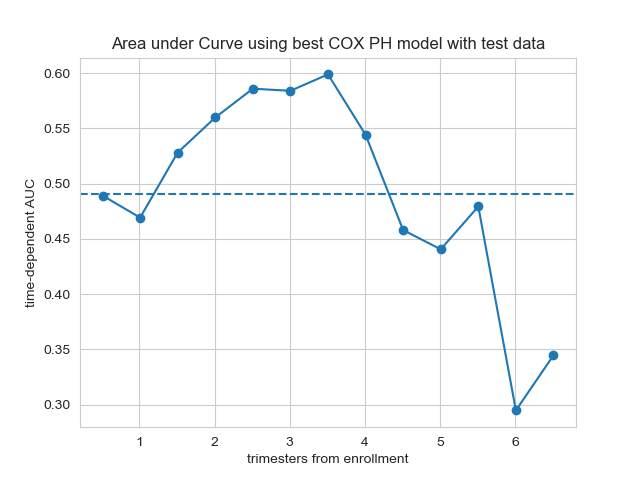 Area under Curve using best COX PH model with test data
time-dependent AUC
0.60
0.55
0.50
0.45
0.40
0.35
0.30
1 2 3 4 5 6
trimesters from enrollment